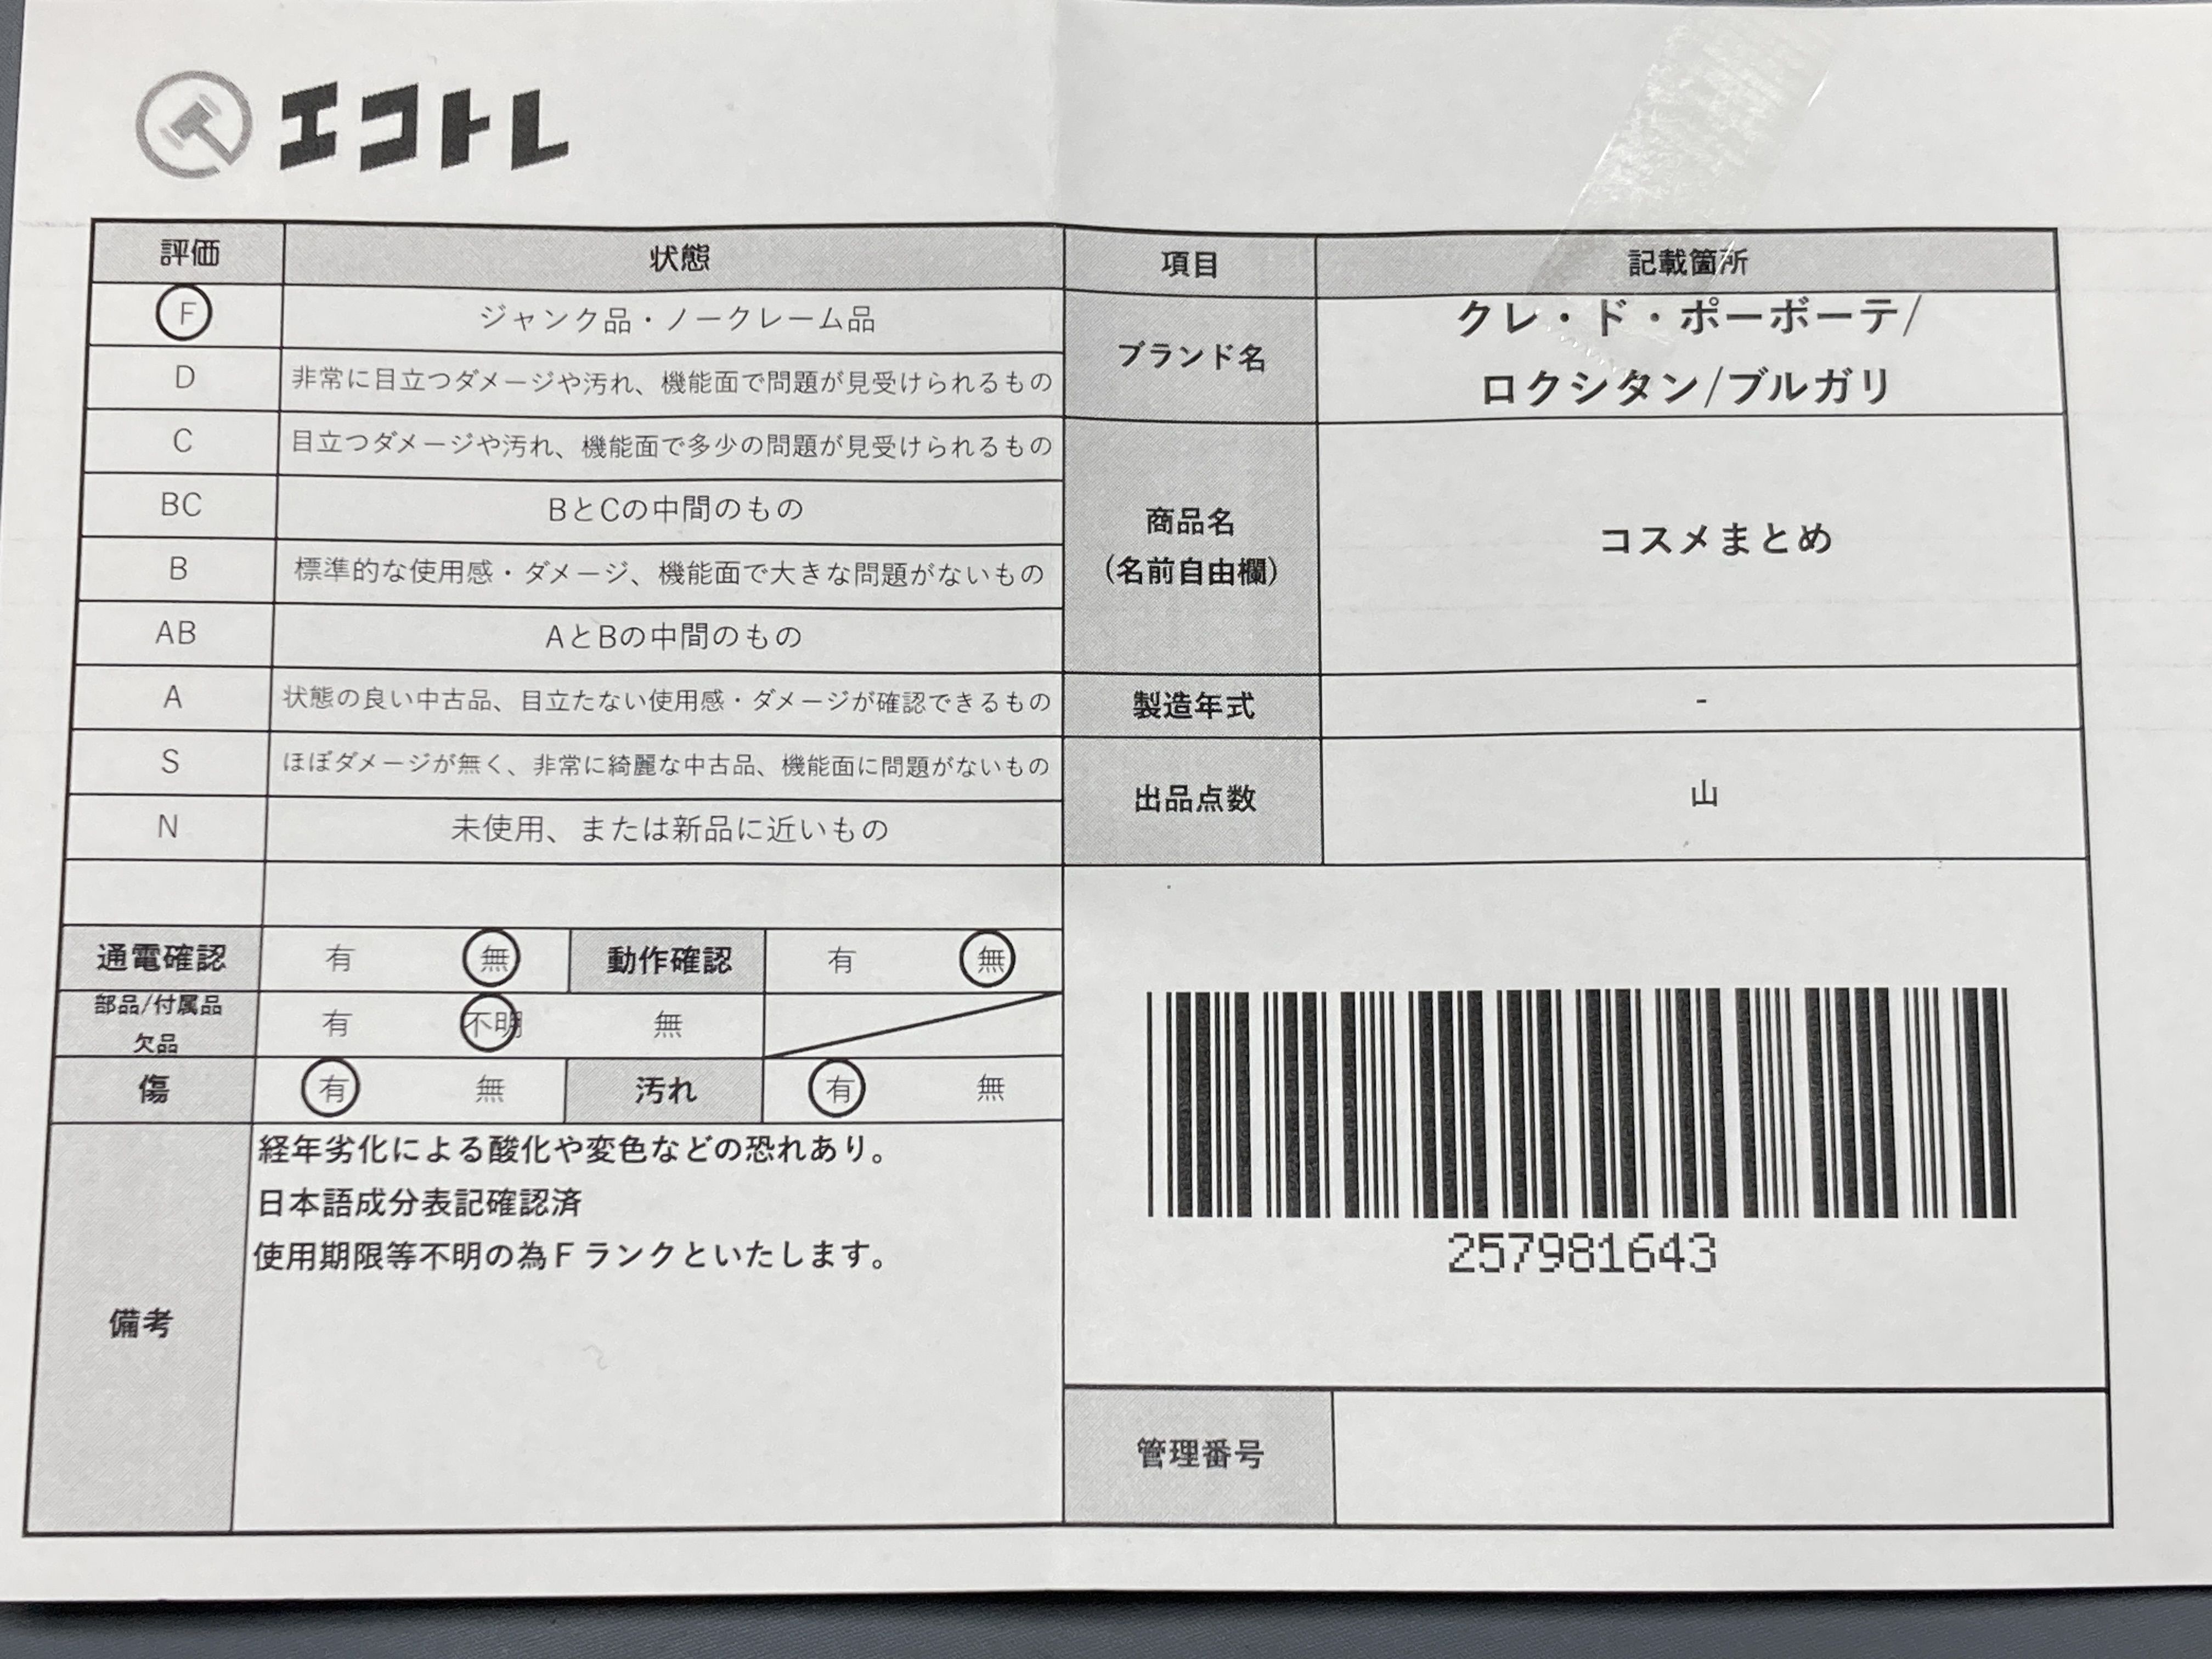 エコトレ
評価 状態 項目 記載箇所
F ジャンク品・ノークレーム品
D 非常に目立つダメージや汚れ、機能面で問題が見受けられるもの
C 目立つダメージや汚れ、機能面で多少の問題が見受けられるもの
BC BとCの中間のもの
B 標準的な使用感・ダメージ、機能面で大きな問題がないもの
AB AとBの中間のもの
A 状態の良い中古品、目立たない使用感・ダメージが確認できるもの
S ほぼダメージが無く、非常に綺麗な中古品、機能面に問題がないもの
N 未使用、または新品に近いもの
ブランド名
クレ・ド・ポーボーテ/
ロクシタン/ブルガリ
商品名
(名前自由欄)
コスメまとめ
製造年式 -
出品点数 山
通電確認 有 無 動作確認 有 無
部品/付属品
欠品
有 不明 無
傷 有 無 汚れ 有 無
備考
経年劣化による酸化や変色などの恐れあり。
日本語成分表記確認済
使用期限等不明の為Fランクといたします。
257981643
管理番号